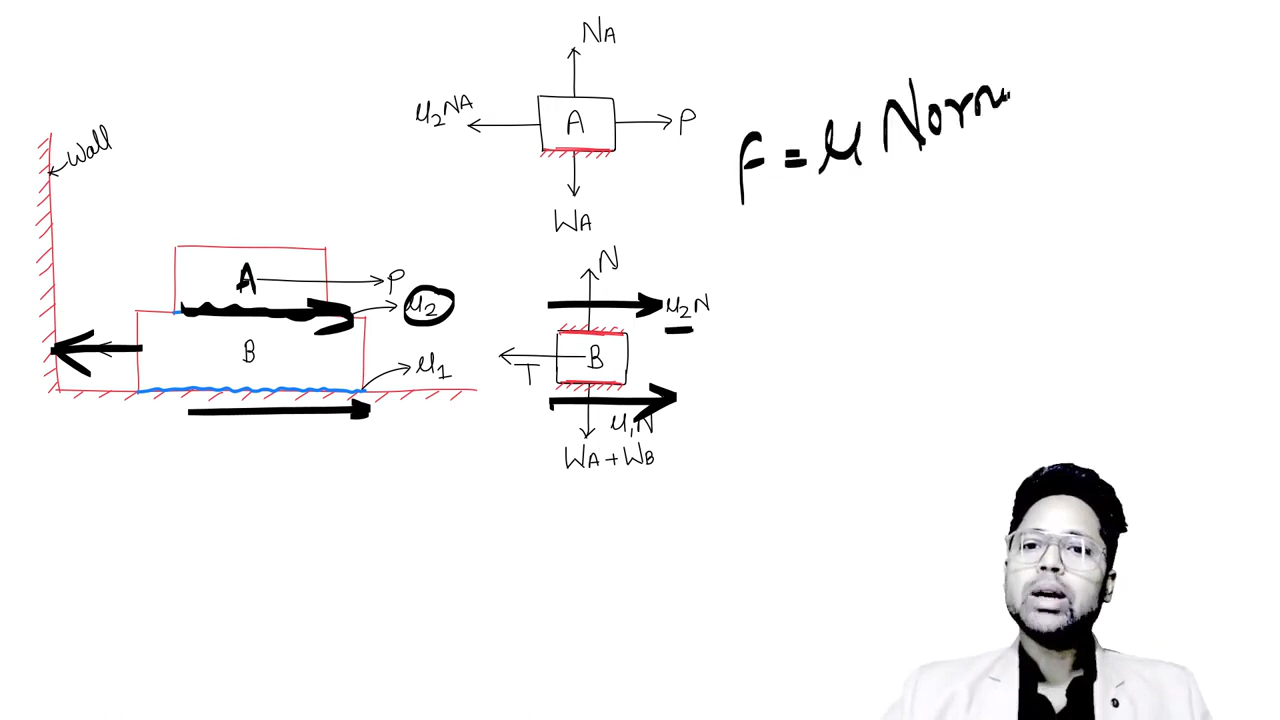 Wall
A
P
μ2
B
μ1
NA
μ2NA
A
P
WA
N
μ2N
B
T
μ1N
WA + WB
F = μ Norm